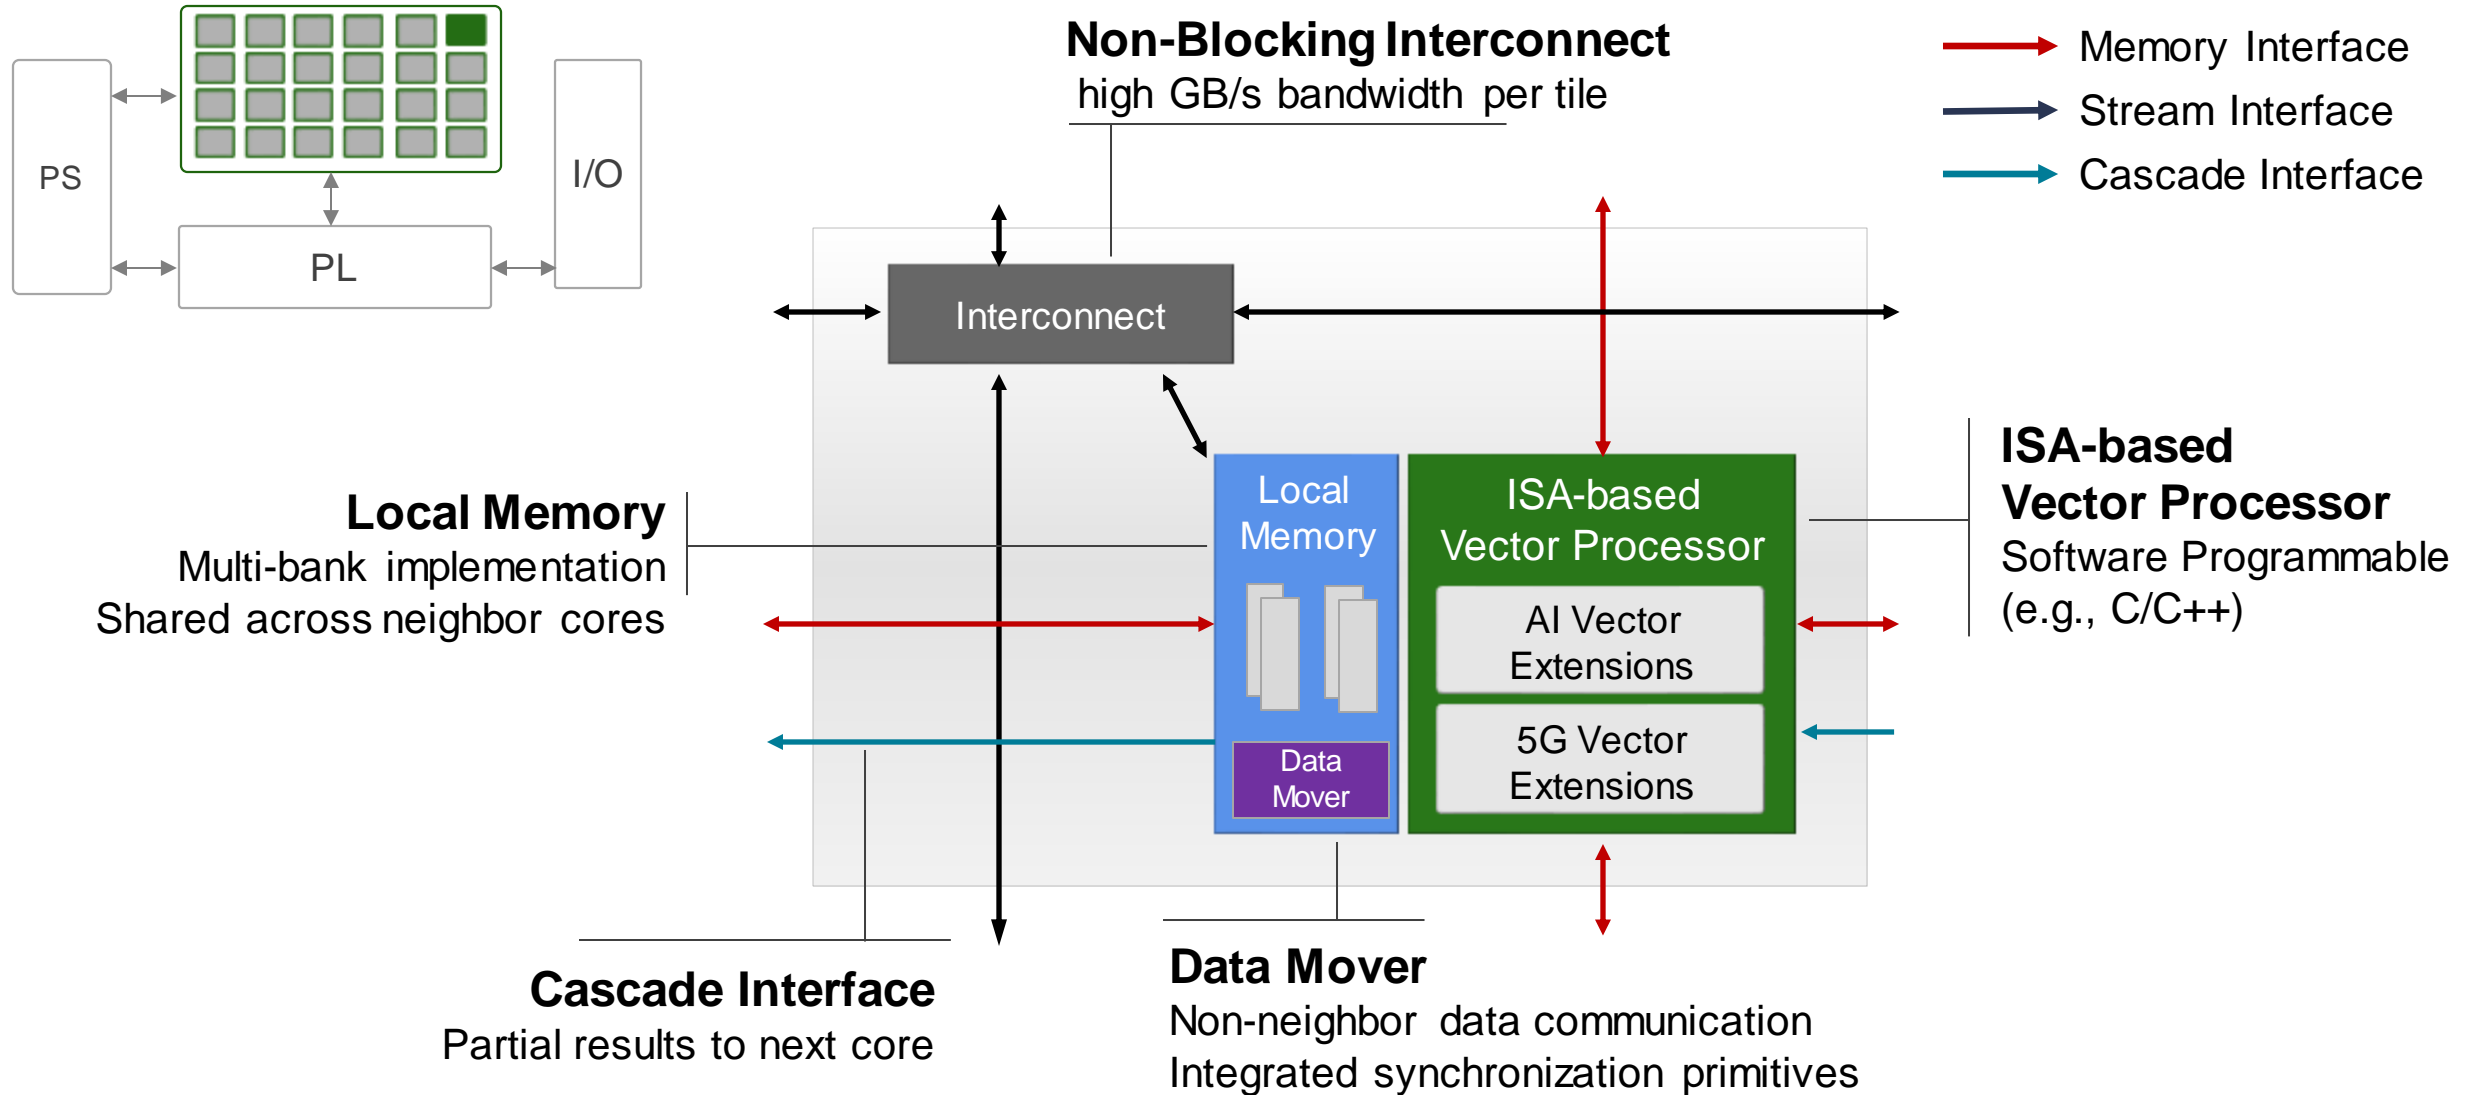 PS
PL
I/O
Non-Blocking Interconnect
high GB/s bandwidth per tile
Memory Interface
Stream Interface
Cascade Interface
Interconnect
Local Memory
Multi-bank implementation
Shared across neighbor cores
Local
Memory
Data
Mover
ISA-based
Vector Processor
AI Vector
Extensions
5G Vector
Extensions
ISA-based
Vector Processor
Software Programmable
(e.g., C/C++)
Cascade Interface
Partial results to next core
Data Mover
Non-neighbor data communication
Integrated synchronization primitives